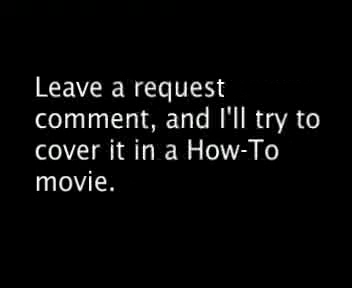 Leave a request
comment, and I'll try to
cover it in a How-To
movie.